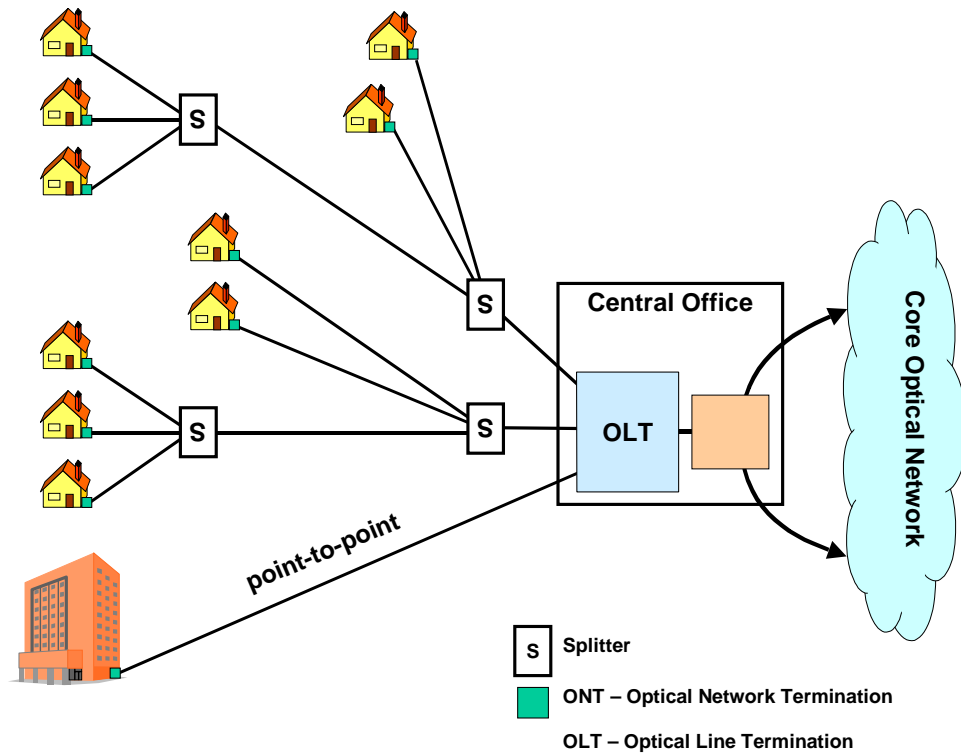 S
S
Central Office
Core Optical Network
S
S
OLT
point-to-point
S Splitter
ONT – Optical Network Termination
OLT – Optical Line Termination